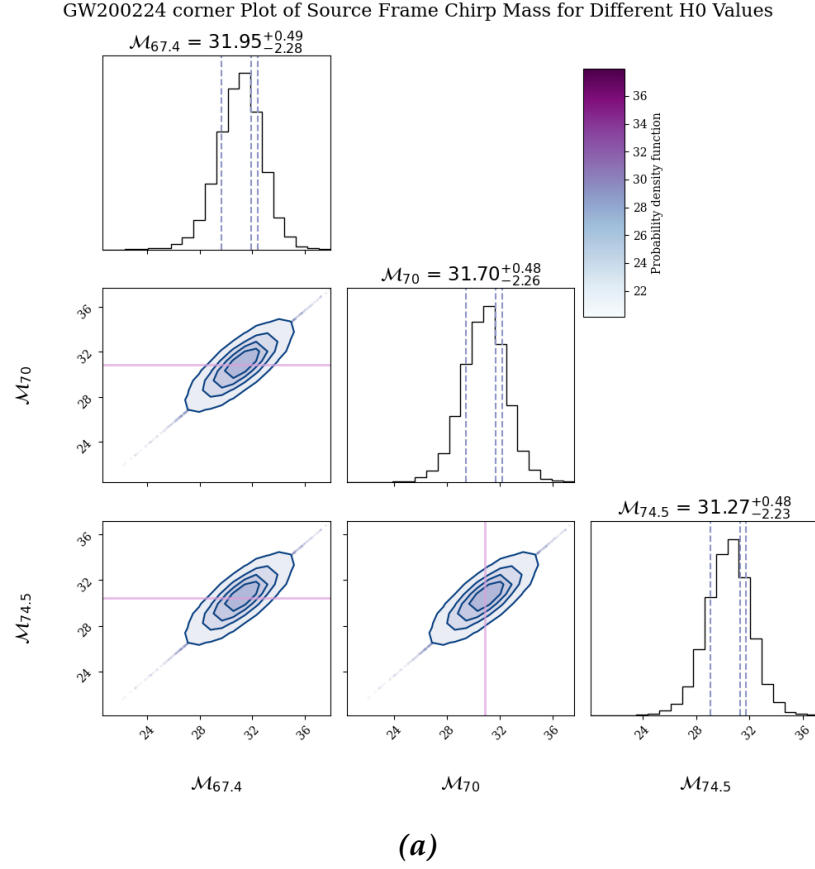 GW200224 corner Plot of Source Frame Chirp Mass for Different H0 Values
ℳ67.4 = 31.95+0.49−2.28
36
34
32
30
28
26
24
22
Probability density function
ℳ70 = 31.70+0.48−2.26
36
32
28
24
ℳ70
ℳ74.5 = 31.27+0.48−2.23
36
32
28
24
ℳ74.5
24 28 32 36
24 28 32 36
24 28 32 36
ℳ67.4 ℳ70 ℳ74.5
(a)